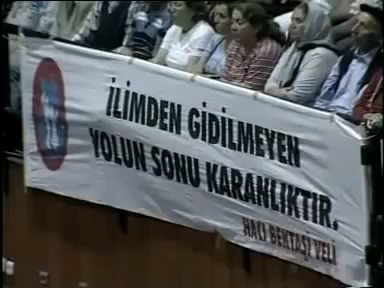 İLİMDEN GİDİLMEYEN
YOLUN SONU KARANLIKTIR.
HACI BEKTAŞİ VELİ